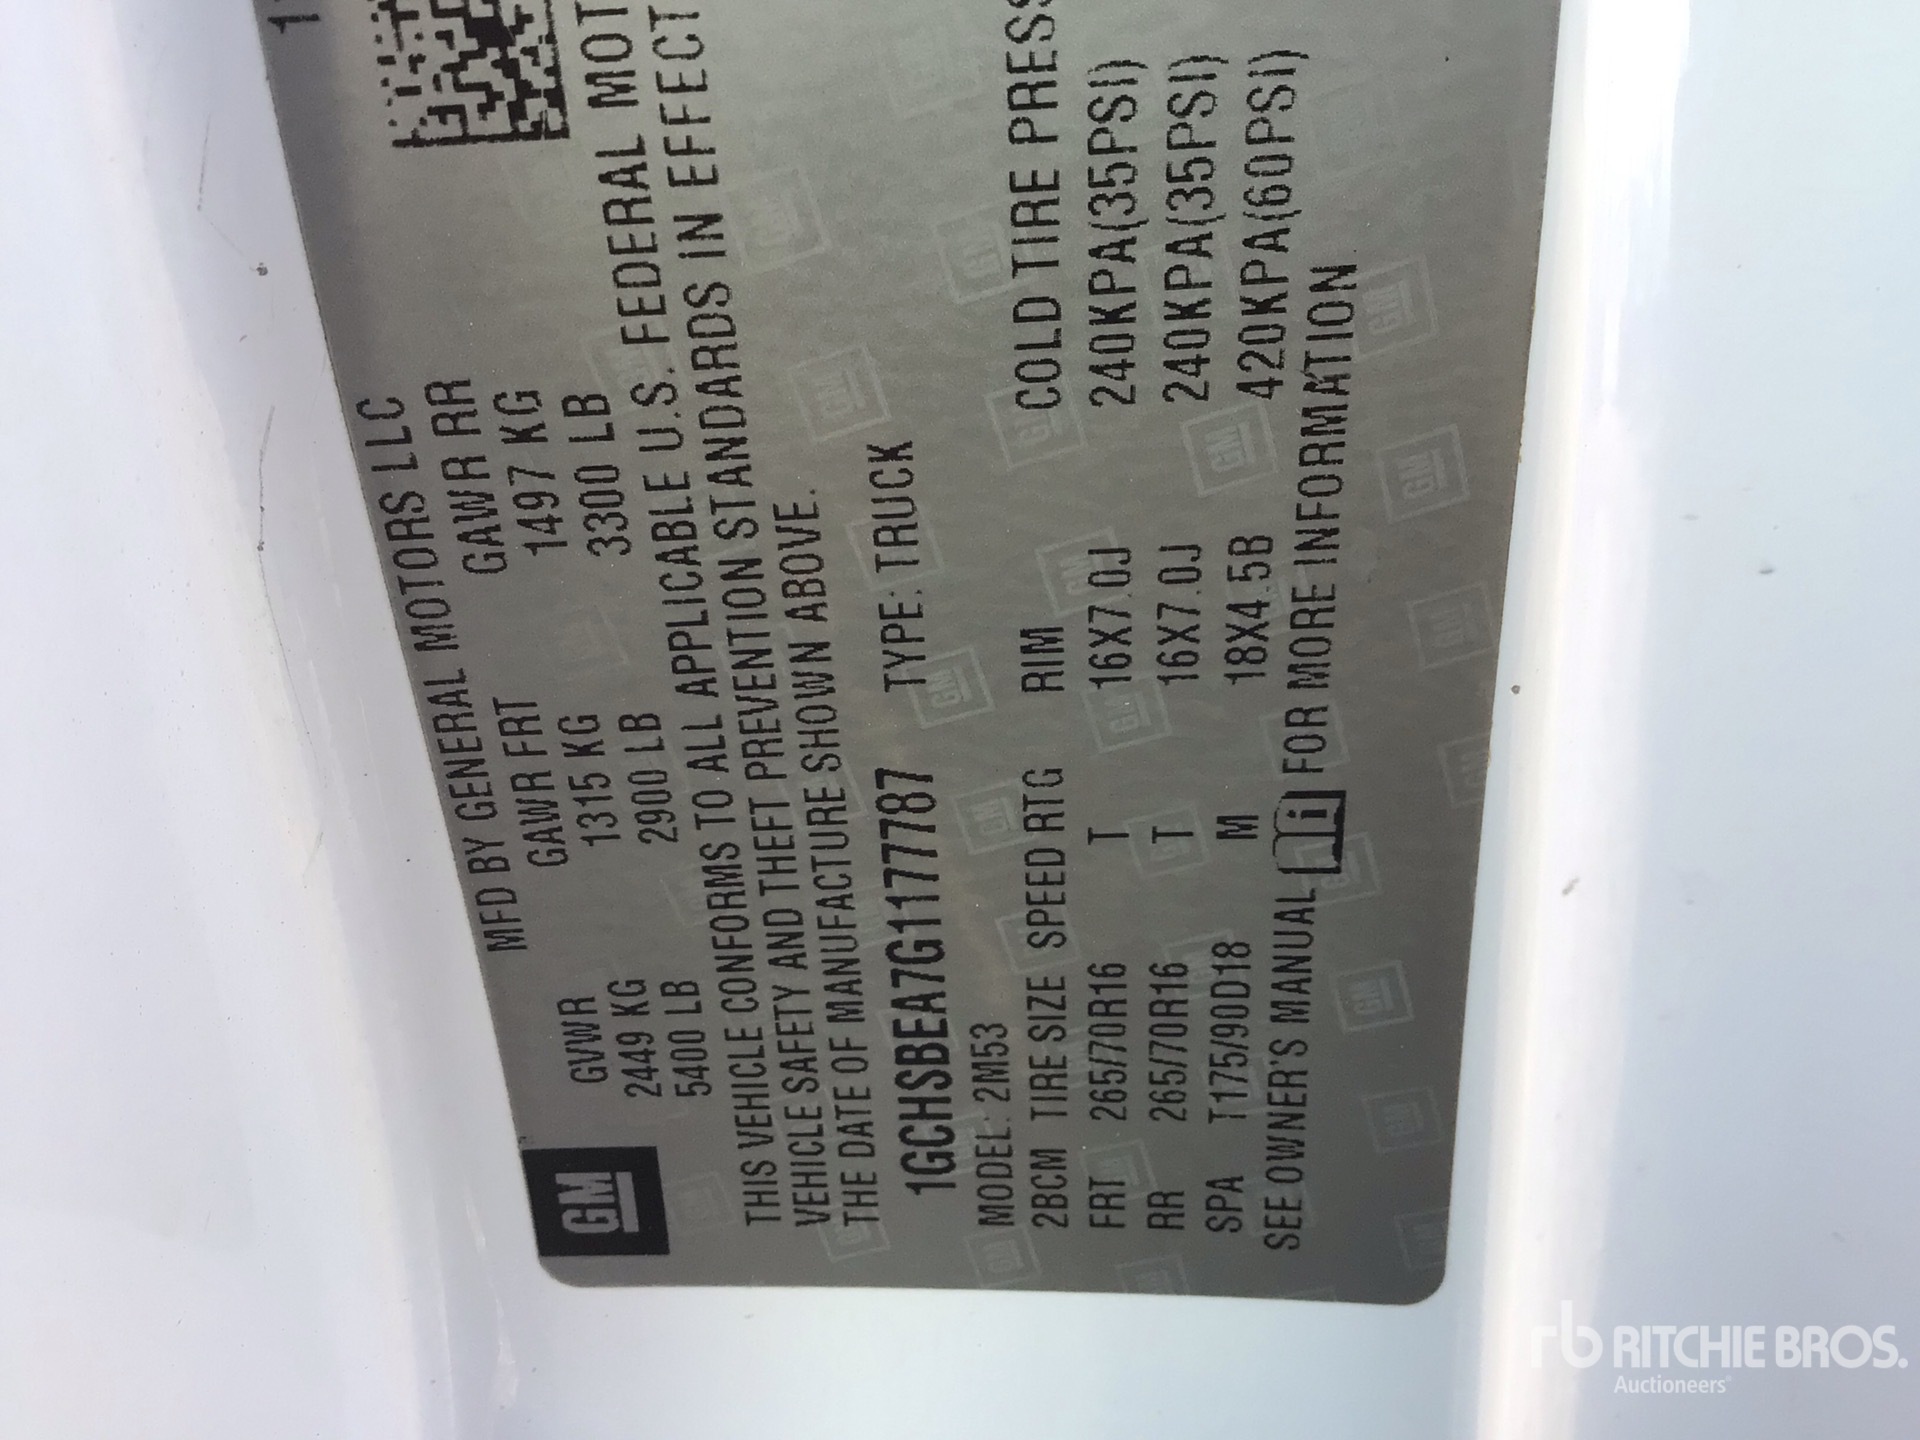 11
MFD BY GENERAL MOTORS LLC
GM
GVWR GAWR FRT GAWR RR
2449 KG 1315 KG 1497 KG
5400 LB 2900 LB 3300 LB
THIS VEHICLE CONFORMS TO ALL APPLICABLE U.S. FEDERAL MOT
VEHICLE SAFETY AND THEFT PREVENTION STANDARDS IN EFFECT
THE DATE OF MANUFACTURE SHOWN ABOVE.
1GCHSBEA7G1177787 TYPE: TRUCK
MODEL: 2M53
2BCM TIRE SIZE SPEED RTG RIM COLD TIRE PRESS
FRT 265/70R16 T 16X7.0J 240KPA(35PSI)
RR 265/70R16 T 16X7.0J 240KPA(35PSI)
SPA T175/90D18 M 18X4.5B 420KPA(60PSI)
SEE OWNER'S MANUAL i FOR MORE INFORMATION
rb RITCHIE BROS.
Auctioneers